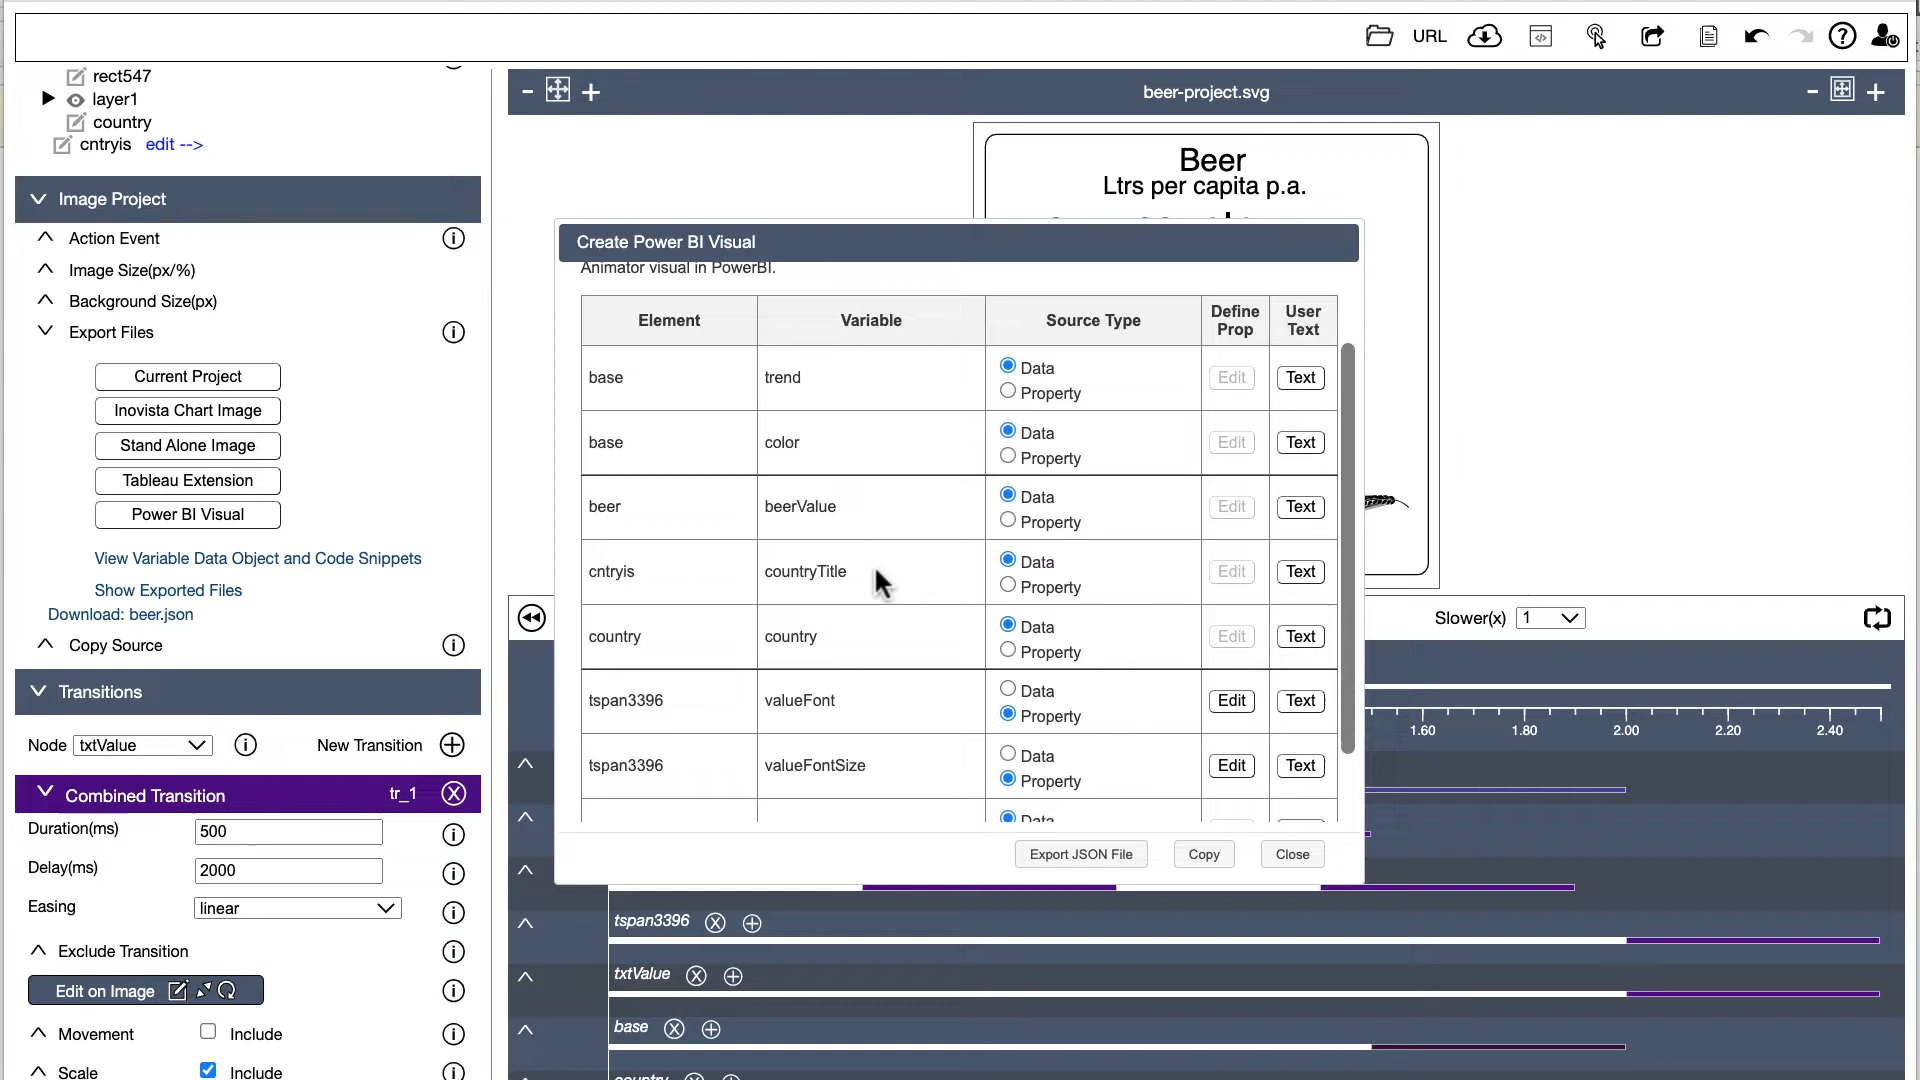 URL
rect547
layer1
country
cntryis edit -->
beer-project.svg
Beer
Ltrs per capita p.a.
Image Project
Action Event
Image Size(px/%)
Background Size(px)
Export Files
Current Project
Inovista Chart Image
Stand Alone Image
Tableau Extension
Power BI Visual
View Variable Data Object and Code Snippets
Show Exported Files
Download: beer.json
Copy Source
Transitions
Node txtValue New Transition
Combined Transition tr_1
Duration(ms) 500
Delay(ms) 2000
Easing linear
Exclude Transition
Edit on Image
Movement Include
Scale Include
Create Power BI Visual
Animator visual in PowerBI.
Element Variable Source Type Define Prop User Text
base trend Data Property Edit Text
base color Data Property Edit Text
beer beerValue Data Property Edit Text
cntryis countryTitle Data Property Edit Text
country country Data Property Edit Text
tspan3396 valueFont Data Property Edit Text
tspan3396 valueFontSize Data Property Edit Text
Data
Export JSON File Copy Close
Slower(x) 1
1.60 1.80 2.00 2.20 2.40
tspan3396
txtValue
base
country